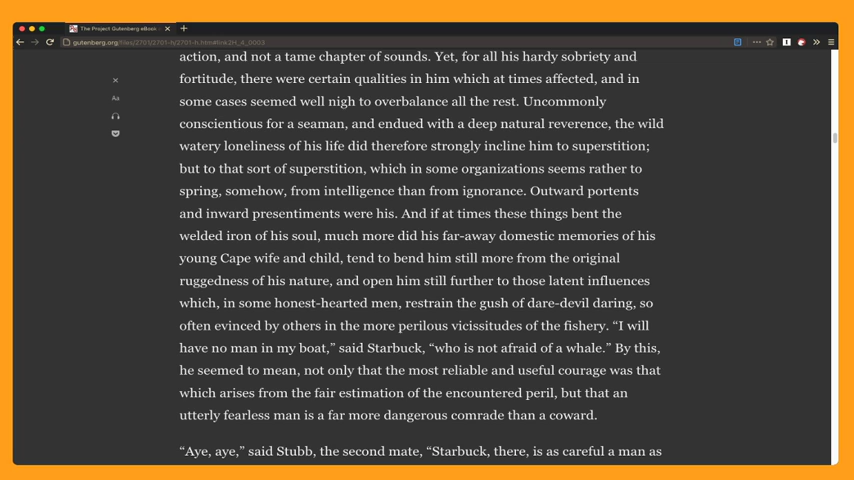 The Project Gutenberg eBook
gutenberg.org/files/2701/2701-h/2701-h.htm#link2H_4_0003
Aa
action, and not a tame chapter of sounds. Yet, for all his hardy sobriety and
fortitude, there were certain qualities in him which at times affected, and in
some cases seemed well nigh to overbalance all the rest. Uncommonly
conscientious for a seaman, and endued with a deep natural reverence, the wild
watery loneliness of his life did therefore strongly incline him to superstition;
but to that sort of superstition, which in some organizations seems rather to
spring, somehow, from intelligence than from ignorance. Outward portents
and inward presentiments were his. And if at times these things bent the
welded iron of his soul, much more did his far-away domestic memories of his
young Cape wife and child, tend to bend him still more from the original
ruggedness of his nature, and open him still further to those latent influences
which, in some honest-hearted men, restrain the gush of dare-devil daring, so
often evinced by others in the more perilous vicissitudes of the fishery. “I will
have no man in my boat,” said Starbuck, “who is not afraid of a whale.” By this,
he seemed to mean, not only that the most reliable and useful courage was that
which arises from the fair estimation of the encountered peril, but that an
utterly fearless man is a far more dangerous comrade than a coward.
“Aye, aye,” said Stubb, the second mate, “Starbuck, there, is as careful a man as